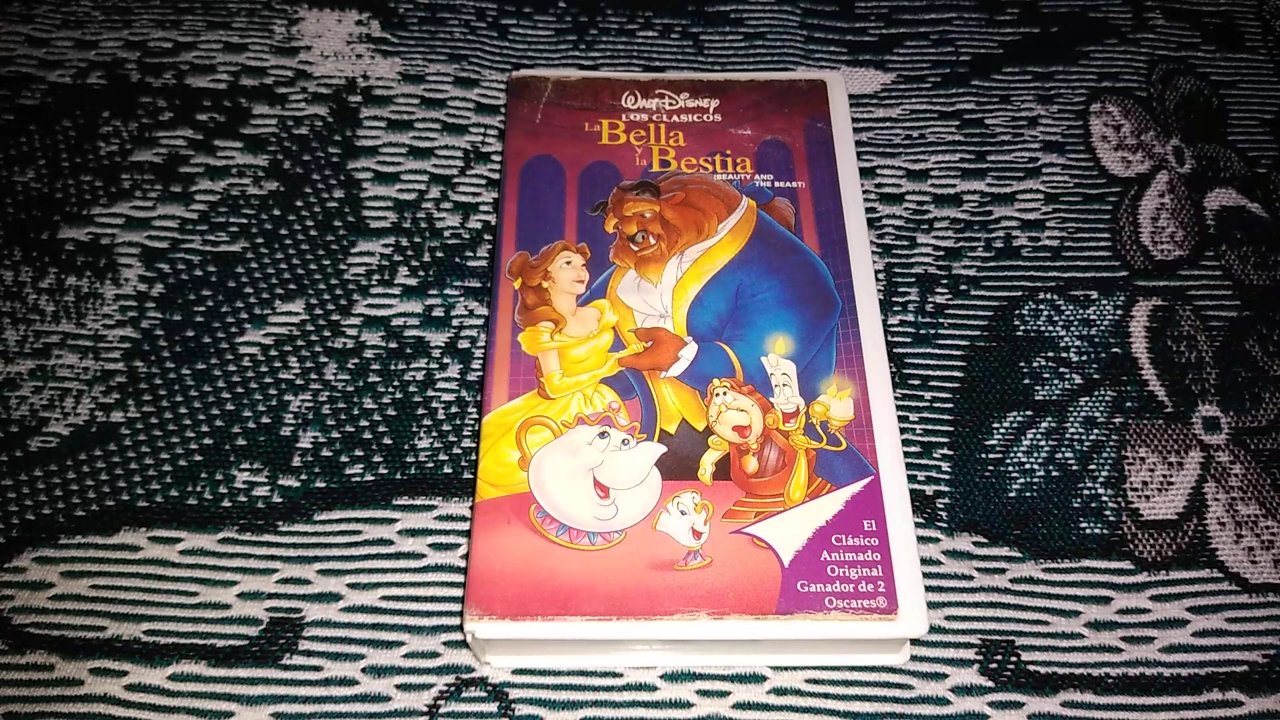 Walt Disney
LOS CLASICOS
La Bella
y la Bestia
(BEAUTY AND
THE BEAST)
El
Clásico
Animado
Original
Ganador de 2
Oscares®